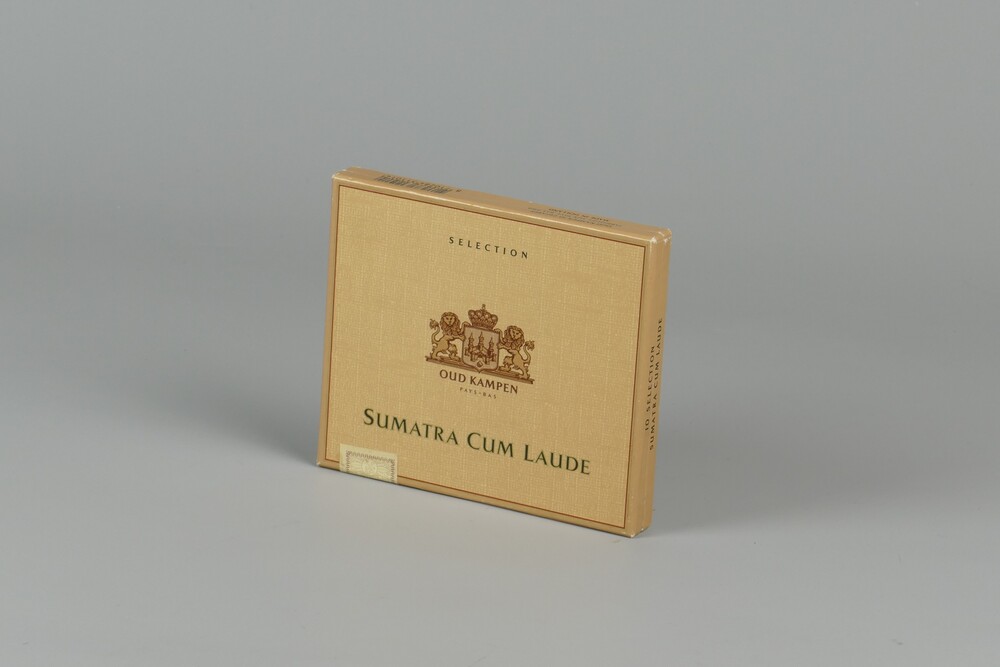 SELECTION
OUD KAMPEN
PAYS-BAS
SUMATRA CUM LAUDE
10 SELECTION
SUMATRA CUM LAUDE